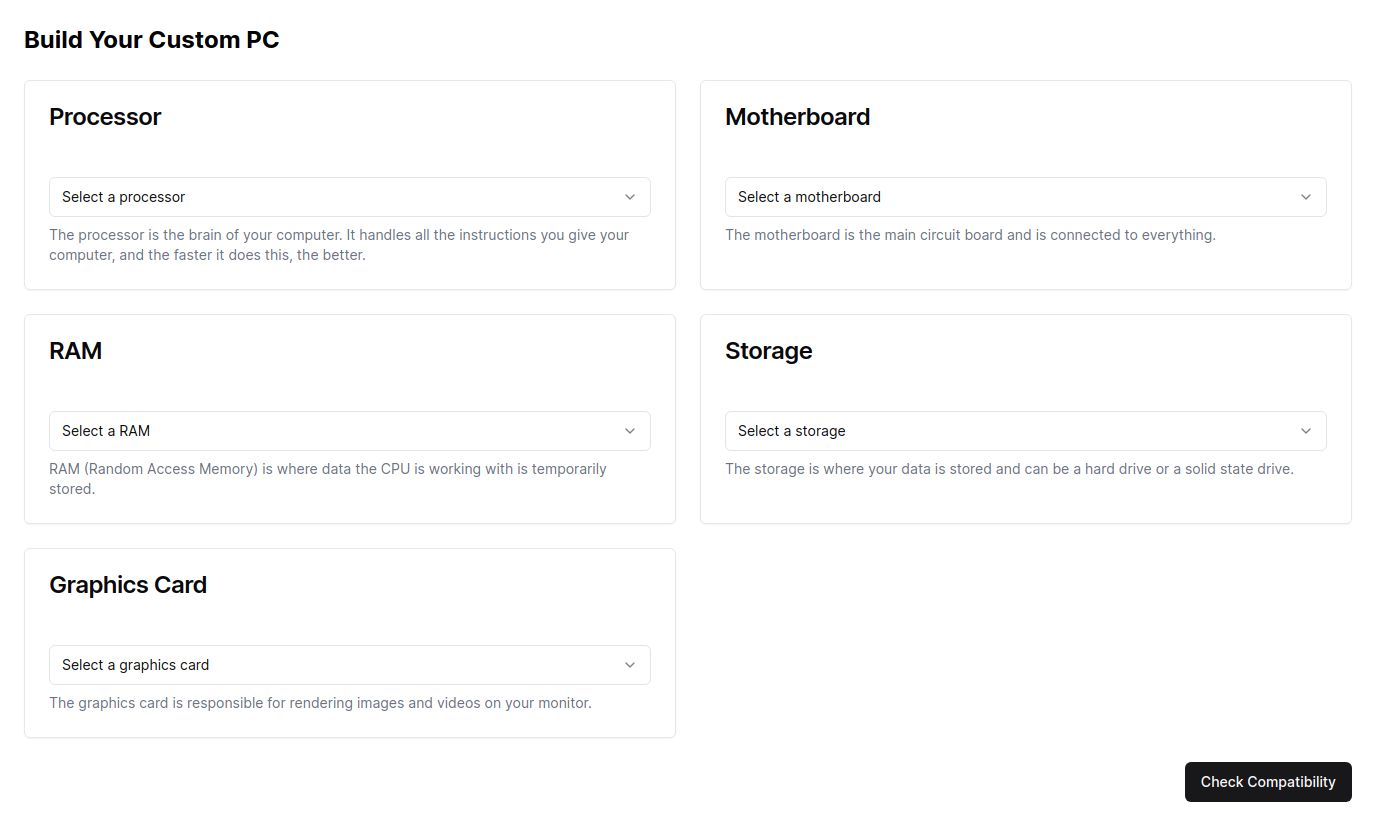 Build Your Custom PC
Processor
Select a processor
The processor is the brain of your computer. It handles all the instructions you give your
computer, and the faster it does this, the better.
Motherboard
Select a motherboard
The motherboard is the main circuit board and is connected to everything.
RAM
Select a RAM
RAM (Random Access Memory) is where data the CPU is working with is temporarily
stored.
Storage
Select a storage
The storage is where your data is stored and can be a hard drive or a solid state drive.
Graphics Card
Select a graphics card
The graphics card is responsible for rendering images and videos on your monitor.
Check Compatibility